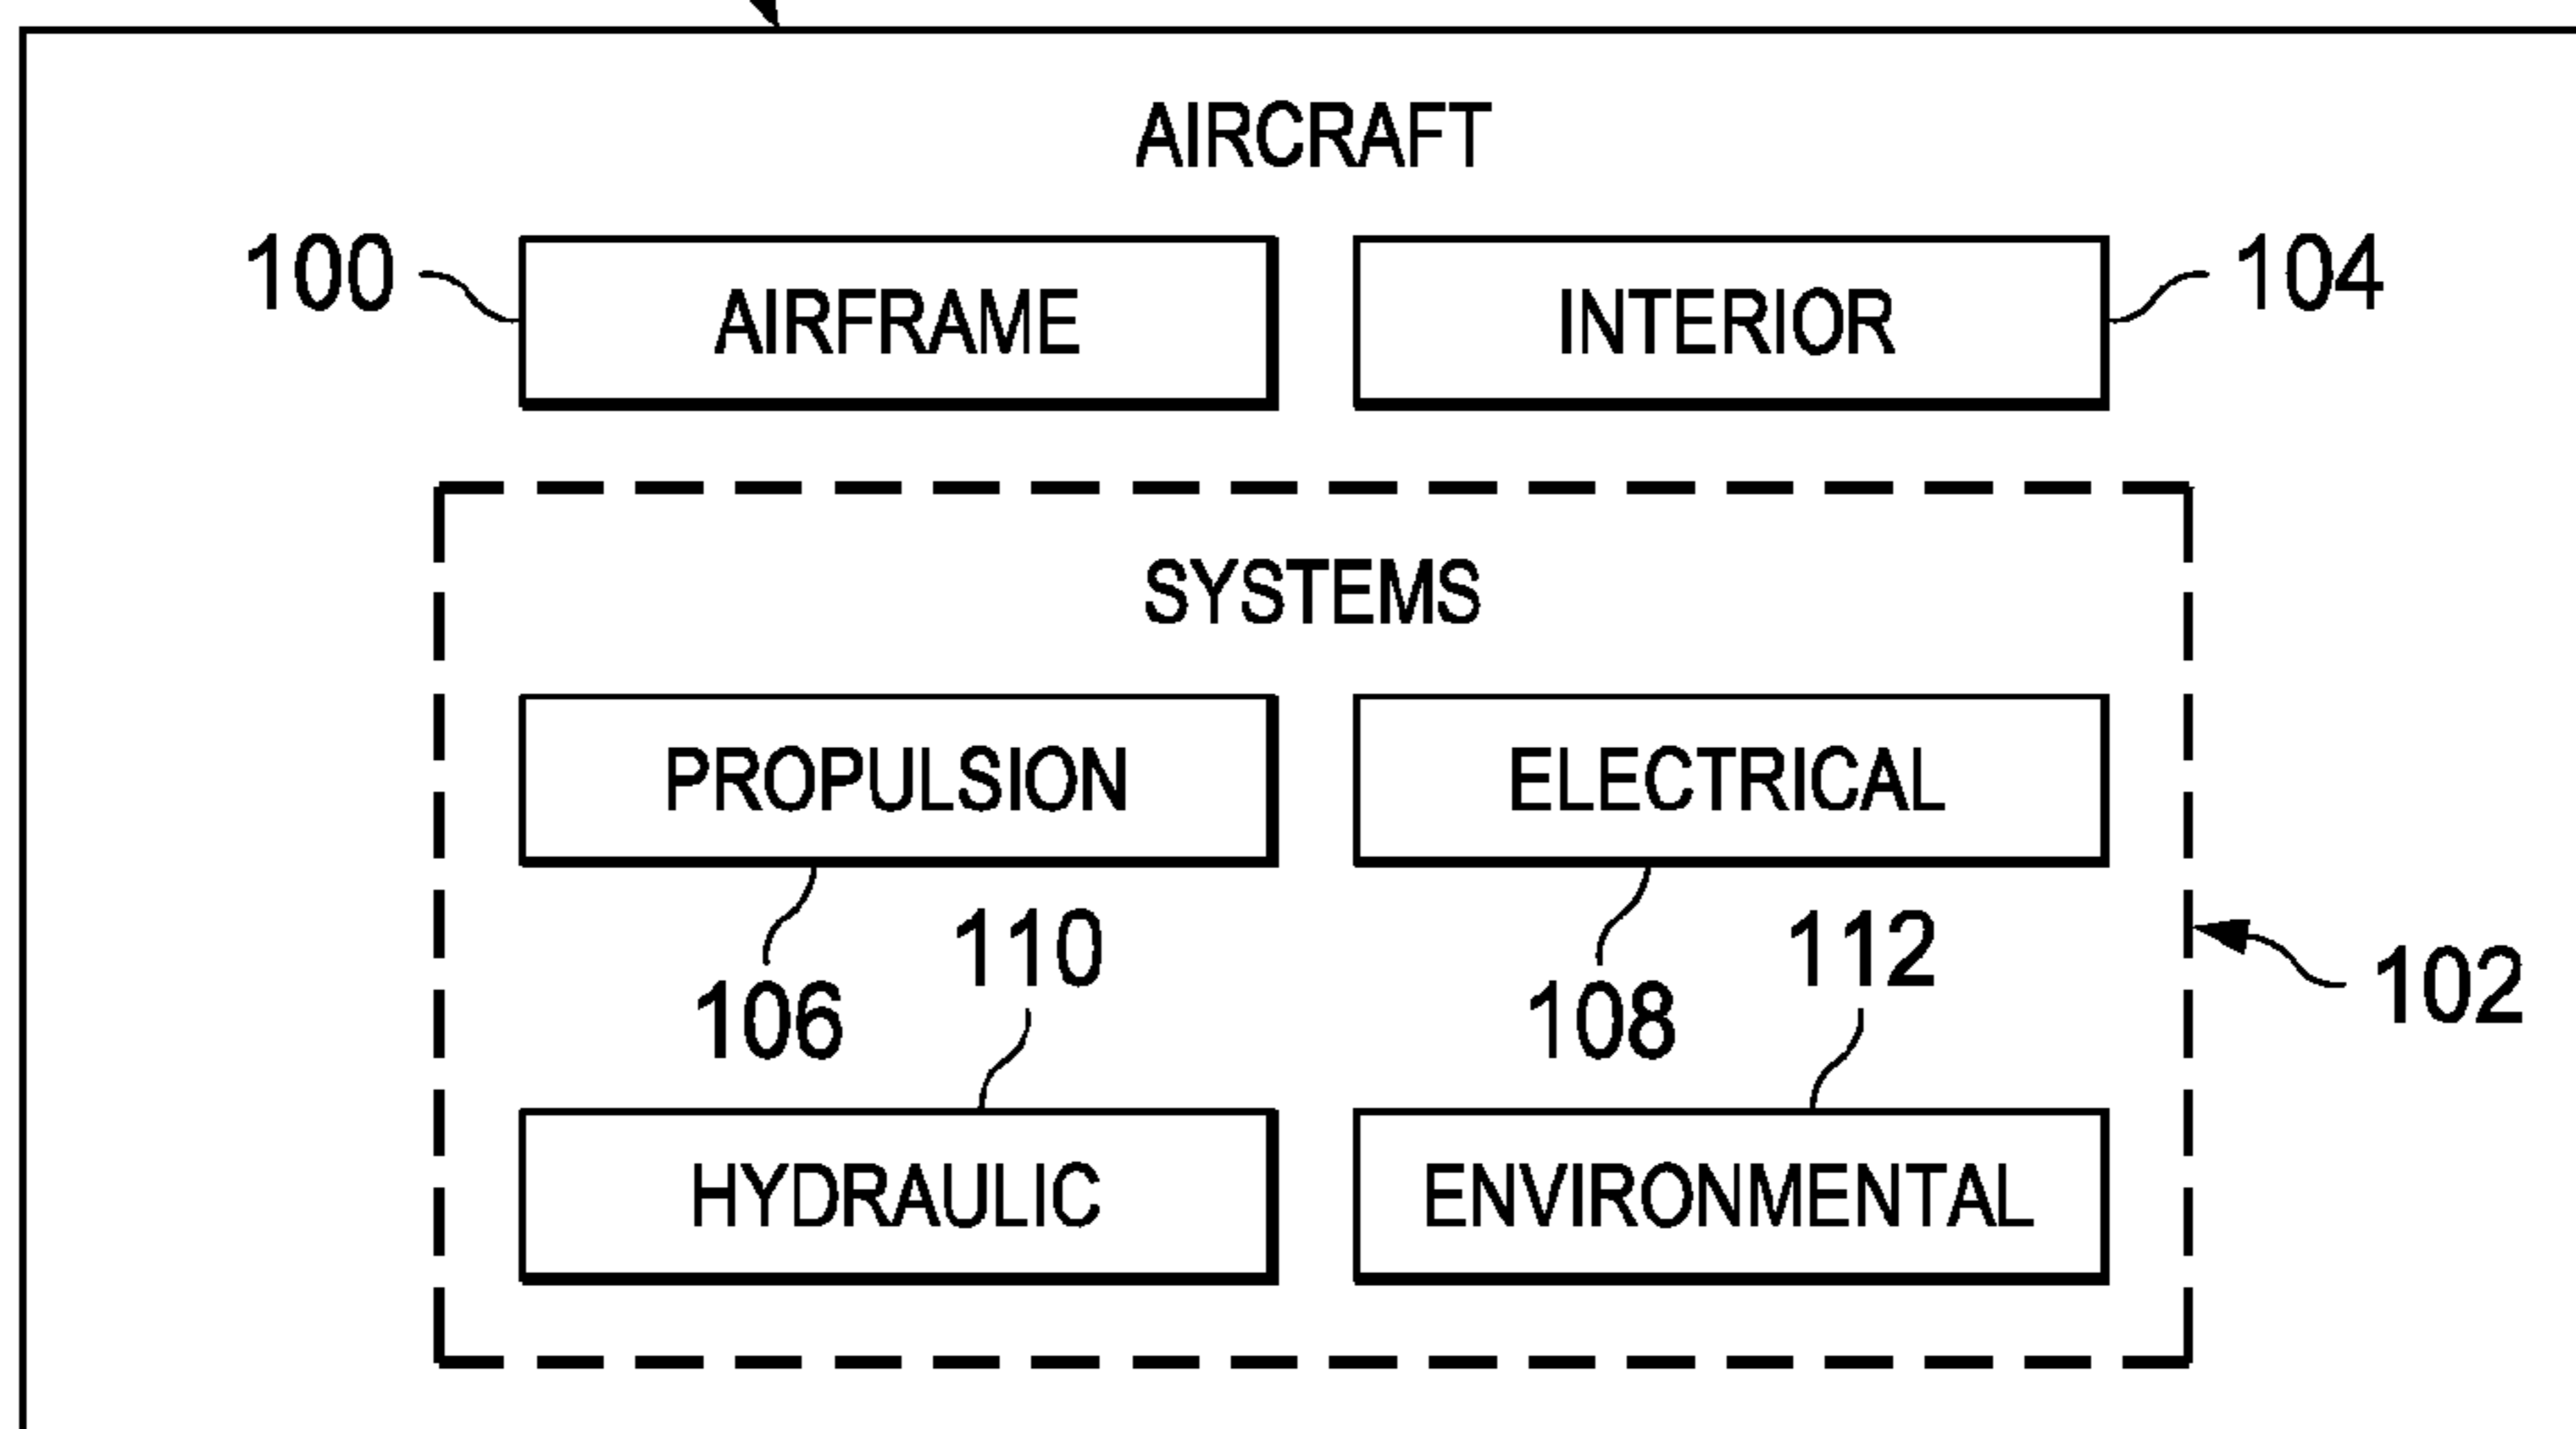 AIRCRAFT
100 AIRFRAME INTERIOR 104
SYSTEMS
PROPULSION ELECTRICAL
110 112
106 108 102
HYDRAULIC ENVIRONMENTAL